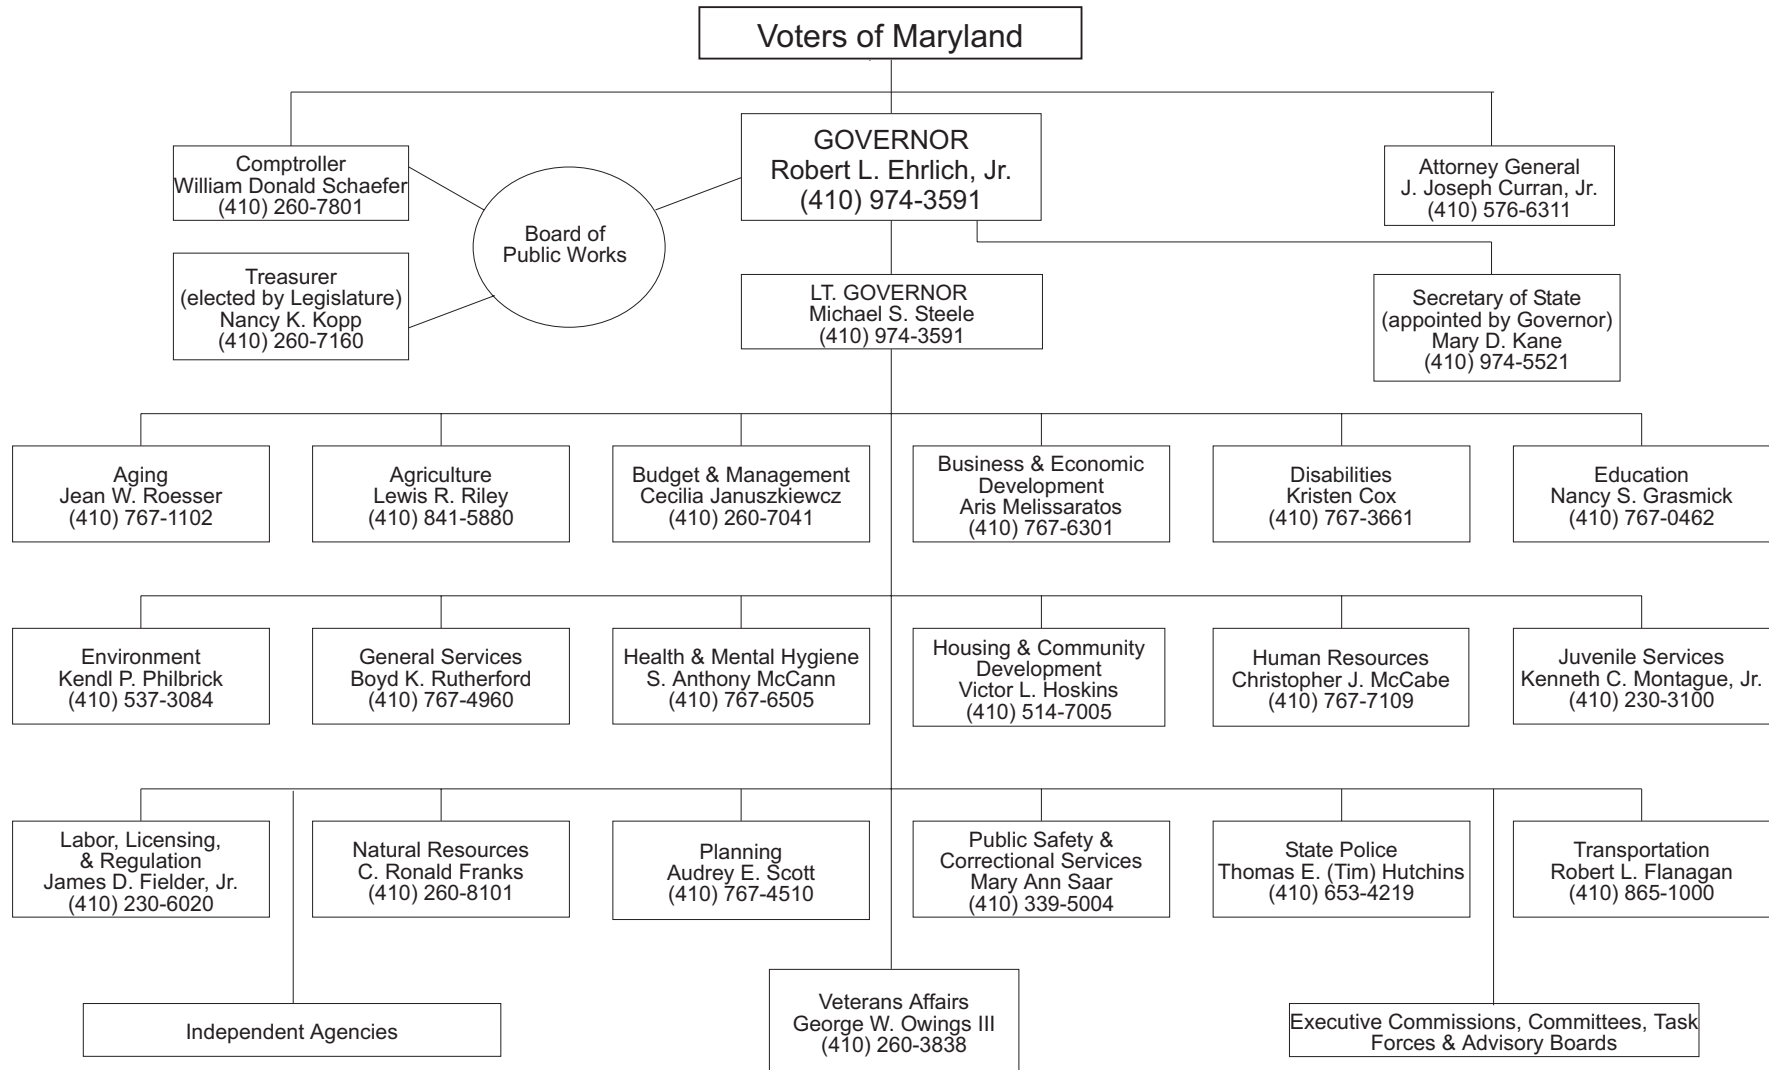 Voters of Maryland
GOVERNOR
Robert L. Ehrlich, Jr.
(410) 974-3591
Comptroller
William Donald Schaefer
(410) 260-7801
Attorney General
J. Joseph Curran, Jr.
(410) 576-6311
Board of
Public Works
Treasurer
(elected by Legislature)
Nancy K. Kopp
(410) 260-7160
LT. GOVERNOR
Michael S. Steele
(410) 974-3591
Secretary of State
(appointed by Governor)
Mary D. Kane
(410) 974-5521
Aging
Jean W. Roesser
(410) 767-1102
Agriculture
Lewis R. Riley
(410) 841-5880
Budget & Management
Cecilia Januszkiewcz
(410) 260-7041
Business & Economic
Development
Aris Melissaratos
(410) 767-6301
Disabilities
Kristen Cox
(410) 767-3661
Education
Nancy S. Grasmick
(410) 767-0462
Environment
Kendl P. Philbrick
(410) 537-3084
General Services
Boyd K. Rutherford
(410) 767-4960
Health & Mental Hygiene
S. Anthony McCann
(410) 767-6505
Housing & Community
Development
Victor L. Hoskins
(410) 514-7005
Human Resources
Christopher J. McCabe
(410) 767-7109
Juvenile Services
Kenneth C. Montague, Jr.
(410) 230-3100
Labor, Licensing,
& Regulation
James D. Fielder, Jr.
(410) 230-6020
Natural Resources
C. Ronald Franks
(410) 260-8101
Planning
Audrey E. Scott
(410) 767-4510
Public Safety &
Correctional Services
Mary Ann Saar
(410) 339-5004
State Police
Thomas E. (Tim) Hutchins
(410) 653-4219
Transportation
Robert L. Flanagan
(410) 865-1000
Independent Agencies
Veterans Affairs
George W. Owings III
(410) 260-3838
Executive Commissions, Committees, Task
Forces & Advisory Boards